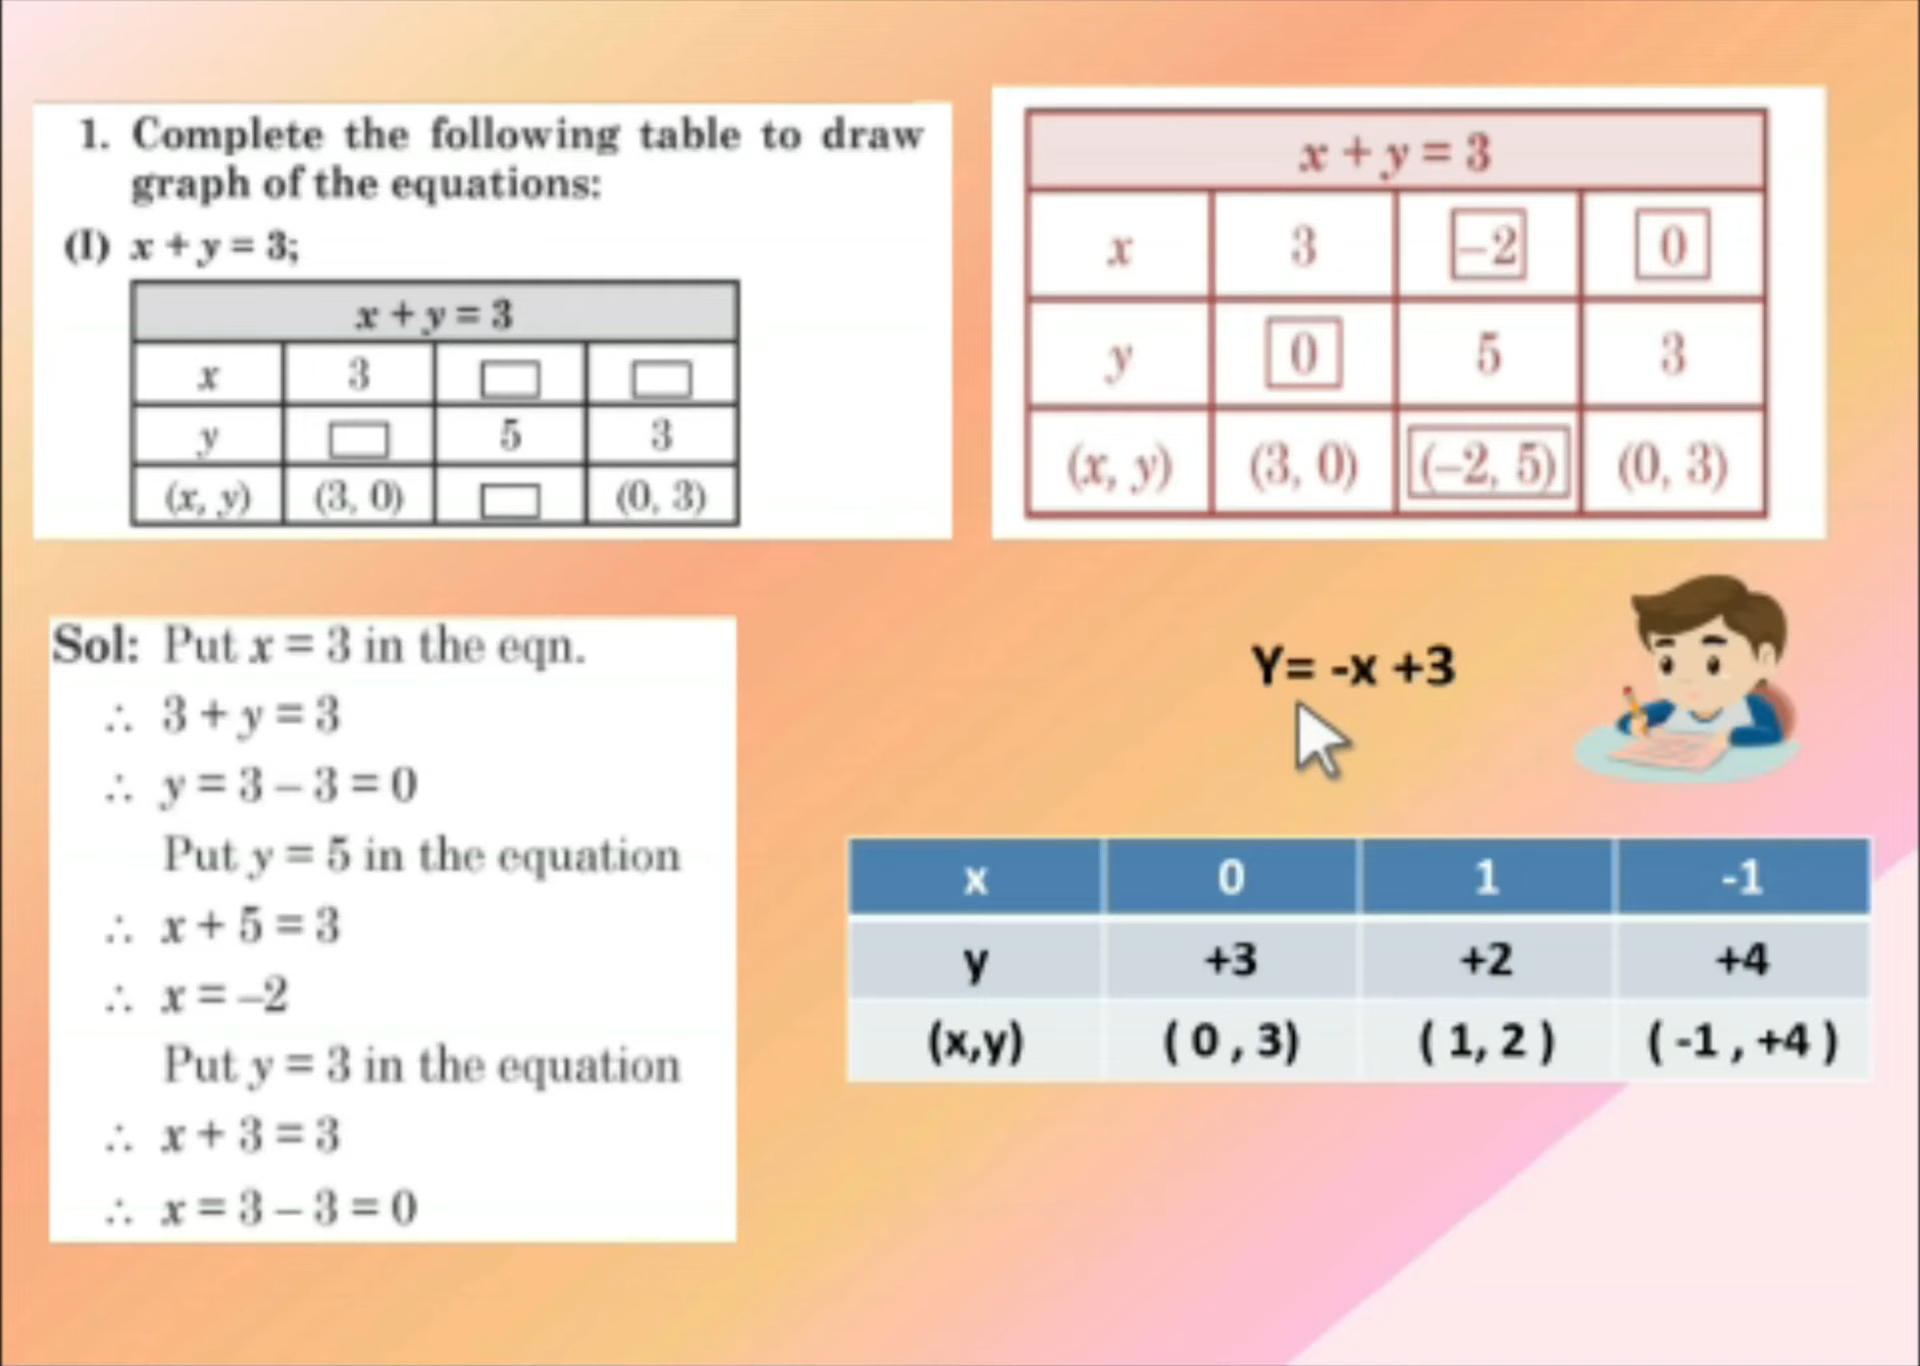 1. Complete the following table to draw
graph of the equations:
(I) x + y = 3;
x + y = 3
x 3
y 5 3
(x, y) (3, 0) (0, 3)
x + y = 3
x 3 –2 0
y 0 5 3
(x, y) (3, 0) (–2, 5) (0, 3)
Sol: Put x = 3 in the eqn.
∴ 3 + y = 3
∴ y = 3 – 3 = 0
Put y = 5 in the equation
∴ x + 5 = 3
∴ x = –2
Put y = 3 in the equation
∴ x + 3 = 3
∴ x = 3 – 3 = 0
Y= -x +3
x 0 1 -1
y +3 +2 +4
(x,y) ( 0 , 3) ( 1, 2 ) ( -1 , +4 )